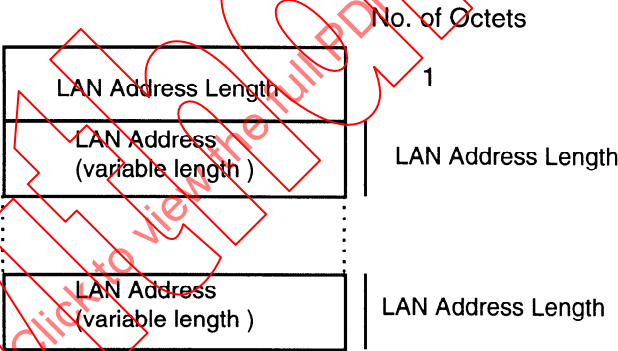 No. of Octets
LAN Address Length
1
LAN Address
(variable length )
LAN Address Length
LAN Address
(variable length )
LAN Address Length
Click to view the full PDF